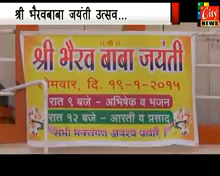 श्री भैरवबाबा जयंती उत्सव...
City
NEWS
॥ श्री ॥
श्री भैरव बाबा जयंती
सोमवार, दि. १९-१-२०१५
रात ९ बजे - अभिषेक व भजन
रात १२ बजे - आरती व प्रसाद
सभी भक्तगण अवश्य पधारें